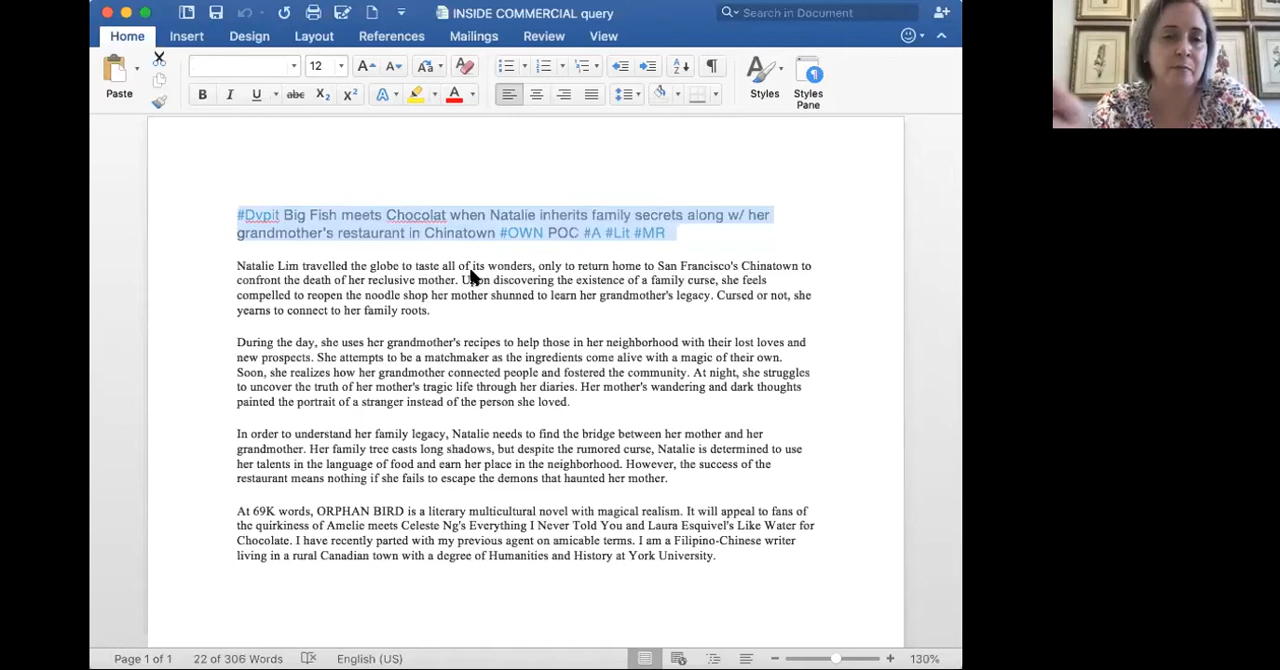 INSIDE COMMERCIAL query
Search in Document
Home Insert Design Layout References Mailings Review View
Paste 12 A A Aa A Styles Styles
Pane
B I U abc X2 X2 A A
#Dvpit Big Fish meets Chocolat when Natalie inherits family secrets along w/ her
grandmother's restaurant in Chinatown #OWN POC #A #Lit #MR
Natalie Lim travelled the globe to taste all of its wonders, only to return home to San Francisco's Chinatown to
confront the death of her reclusive mother. Upon discovering the existence of a family curse, she feels
compelled to reopen the noodle shop her mother shunned to learn her grandmother's legacy. Cursed or not, she
yearns to connect to her family roots.
During the day, she uses her grandmother's recipes to help those in her neighborhood with their lost loves and
new prospects. She attempts to be a matchmaker as the ingredients come alive with a magic of their own.
Soon, she realizes how her grandmother connected people and fostered the community. At night, she struggles
to uncover the truth of her mother's tragic life through her diaries. Her mother's wandering and dark thoughts
painted the portrait of a stranger instead of the person she loved.
In order to understand her family legacy, Natalie needs to find the bridge between her mother and her
grandmother. Her family tree casts long shadows, but despite the rumored curse, Natalie is determined to use
her talents in the language of food and earn her place in the neighborhood. However, the success of the
restaurant means nothing if she fails to escape the demons that haunted her mother.
At 69K words, ORPHAN BIRD is a literary multicultural novel with magical realism. It will appeal to fans of
the quirkiness of Amelie meets Celeste Ng's Everything I Never Told You and Laura Esquivel's Like Water for
Chocolate. I have recently parted with my previous agent on amicable terms. I am a Filipino-Chinese writer
living in a rural Canadian town with a degree of Humanities and History at York University.
Page 1 of 1 22 of 306 Words English (US) 130%